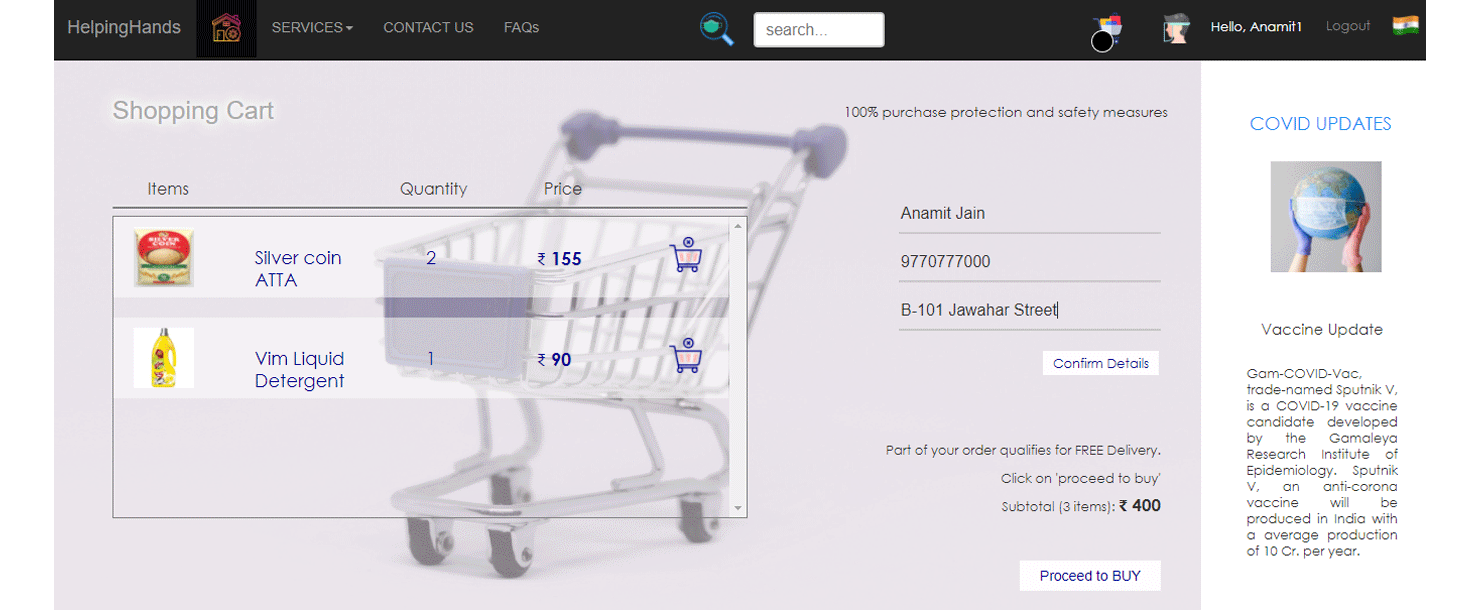 HelpingHands SERVICES CONTACT US FAQs search... Hello, Anamit1 Logout
Shopping Cart
100% purchase protection and safety measures
Items Quantity Price
SILVER
COIN
Silver coin
ATTA
2
₹ 155
Vim Liquid
Detergent
1
₹ 90
Anamit Jain
9770777000
B-101 Jawahar Street
Confirm Details
Part of your order qualifies for FREE Delivery.
Click on 'proceed to buy'
Subtotal (3 items): ₹ 400
Proceed to BUY
COVID UPDATES
Vaccine Update
Gam-COVID-Vac,
trade-named Sputnik V,
is a COVID-19 vaccine
candidate developed
by the Gamaleya
Research Institute of
Epidemiology. Sputnik
V, an anti-corona
vaccine will be
produced in India with
a average production
of 10 Cr. per year.